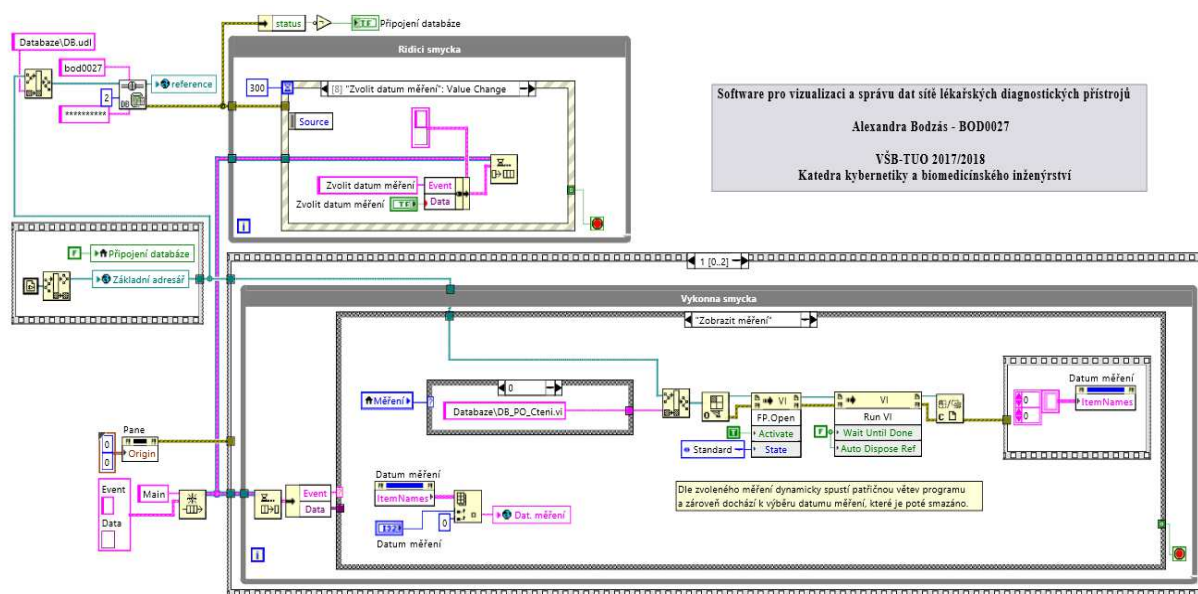 status
Připojení databáze
Databaze\DB.udl
Ridici smycka
bod0027
reference
2
DB
**********
300
[8] "Zvolit datum měření": Value Change
Source
Zvolit datum měření
Event
Zvolit datum měření
TF
Data
i
Software pro vizualizaci a správu dat sítě lékařských diagnostických přístrojů
Alexandra Bodzás - BOD0027
VŠB-TUO 2017/2018
Katedra kybernetiky a biomedicínského inženýrství
F
Připojení databáze
Základní adresář
1 [0..2]
Vykonna smycka
"Zobrazit měření"
Měření
0
Databaze\DB_PO_Cteni.vi
VI
FP.Open
T
Activate
Standard
State
VI
Run VI
F
Wait Until Done
Auto Dispose Ref
Datum měření
ItemNames
0
0
Pane
0
0
Origin
Event
Data
Main
Event
Data
Datum měření
ItemNames
I32
0
Dat. měření
Datum měření
Dle zvoleného měření dynamicky spustí patřičnou větev programu
a zároveň dochází k výběru datumu měření, které je poté smazáno.
i